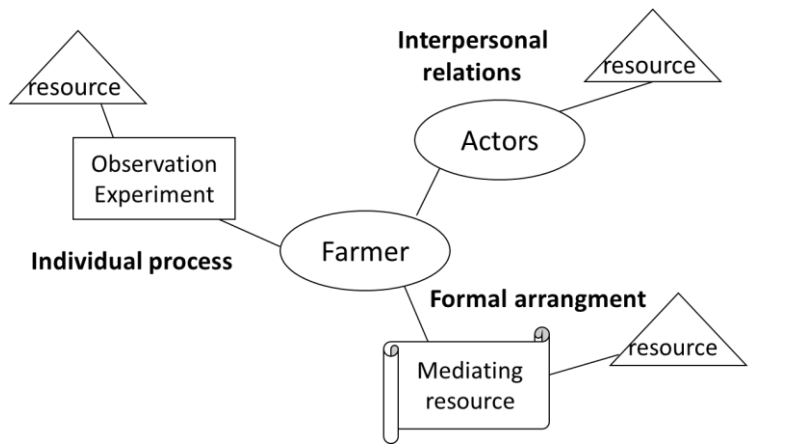 resource
Observation
Experiment
Individual process
Interpersonal
relations
resource
Actors
Farmer
Formal arrangment
Mediating
resource
resource